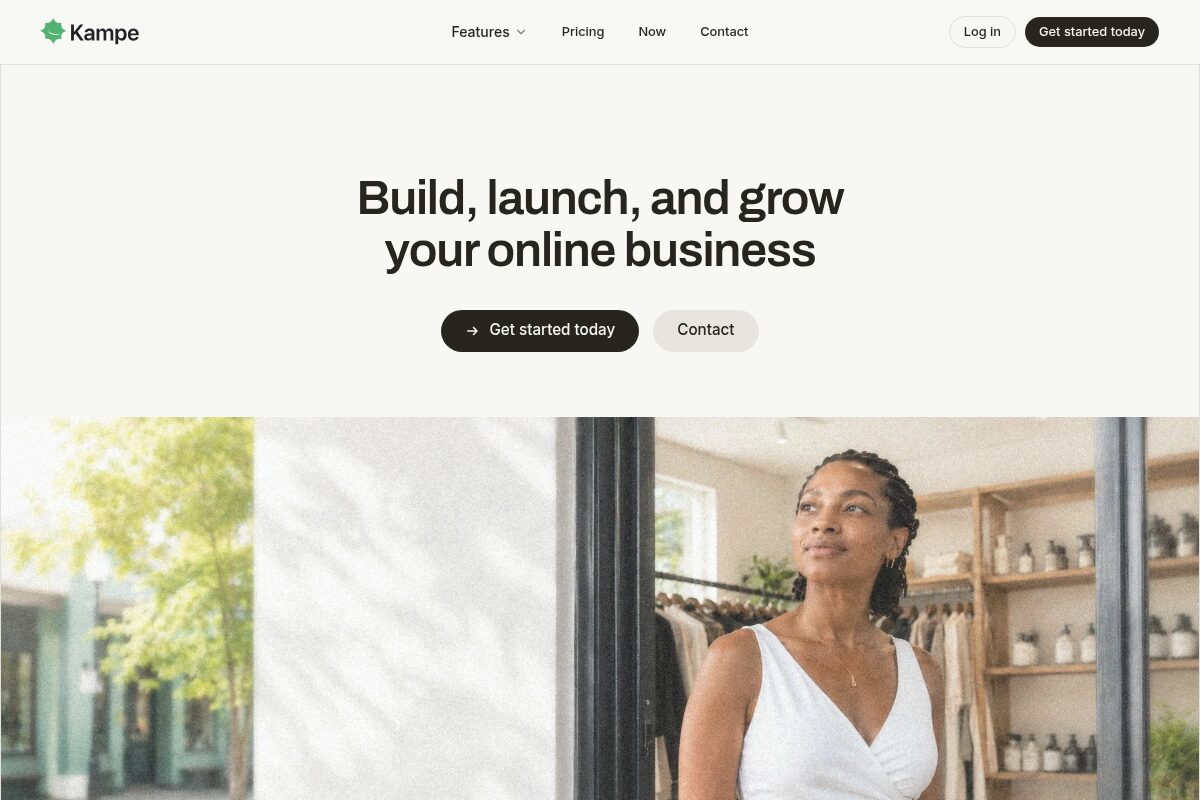 Kampe
Features
Pricing
Now
Contact
Log in
Get started today
Build, launch, and grow
your online business
Get started today
Contact